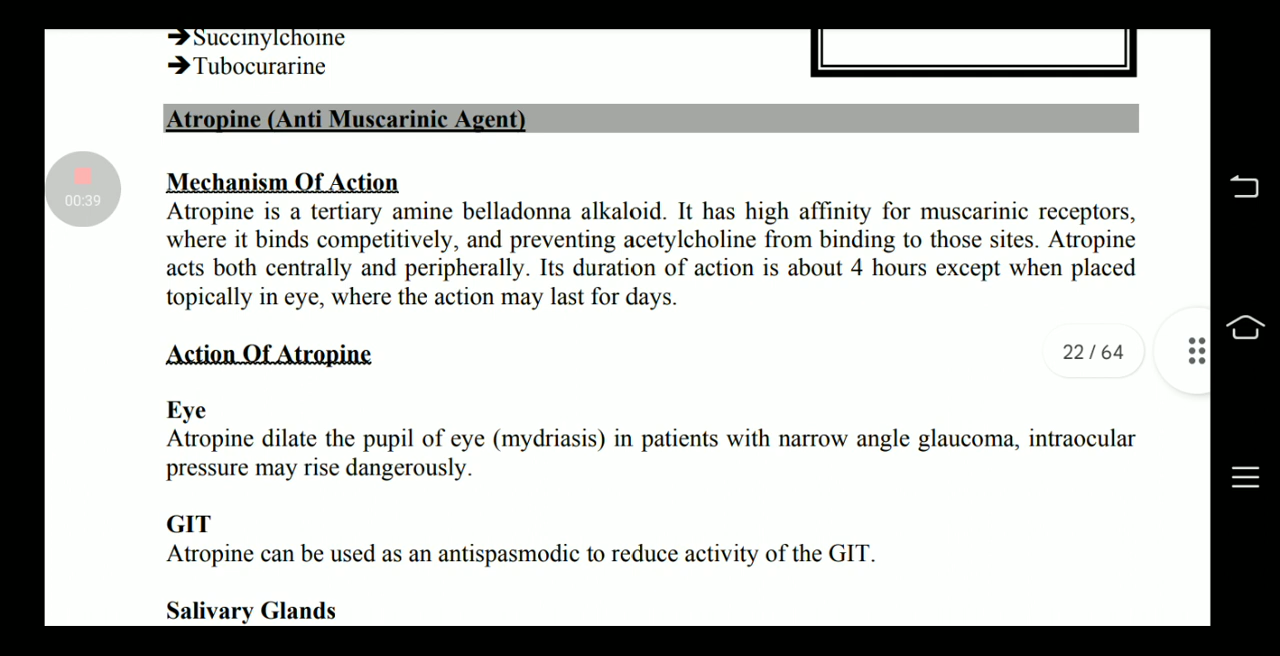 ➔Succinylchoine
➔Tubocurarine
Atropine (Anti Muscarinic Agent)
00:39
Mechanism Of Action
Atropine is a tertiary amine belladonna alkaloid. It has high affinity for muscarinic receptors,
where it binds competitively, and preventing acetylcholine from binding to those sites. Atropine
acts both centrally and peripherally. Its duration of action is about 4 hours except when placed
topically in eye, where the action may last for days.
Action Of Atropine
22 / 64
Eye
Atropine dilate the pupil of eye (mydriasis) in patients with narrow angle glaucoma, intraocular
pressure may rise dangerously.
GIT
Atropine can be used as an antispasmodic to reduce activity of the GIT.
Salivary Glands